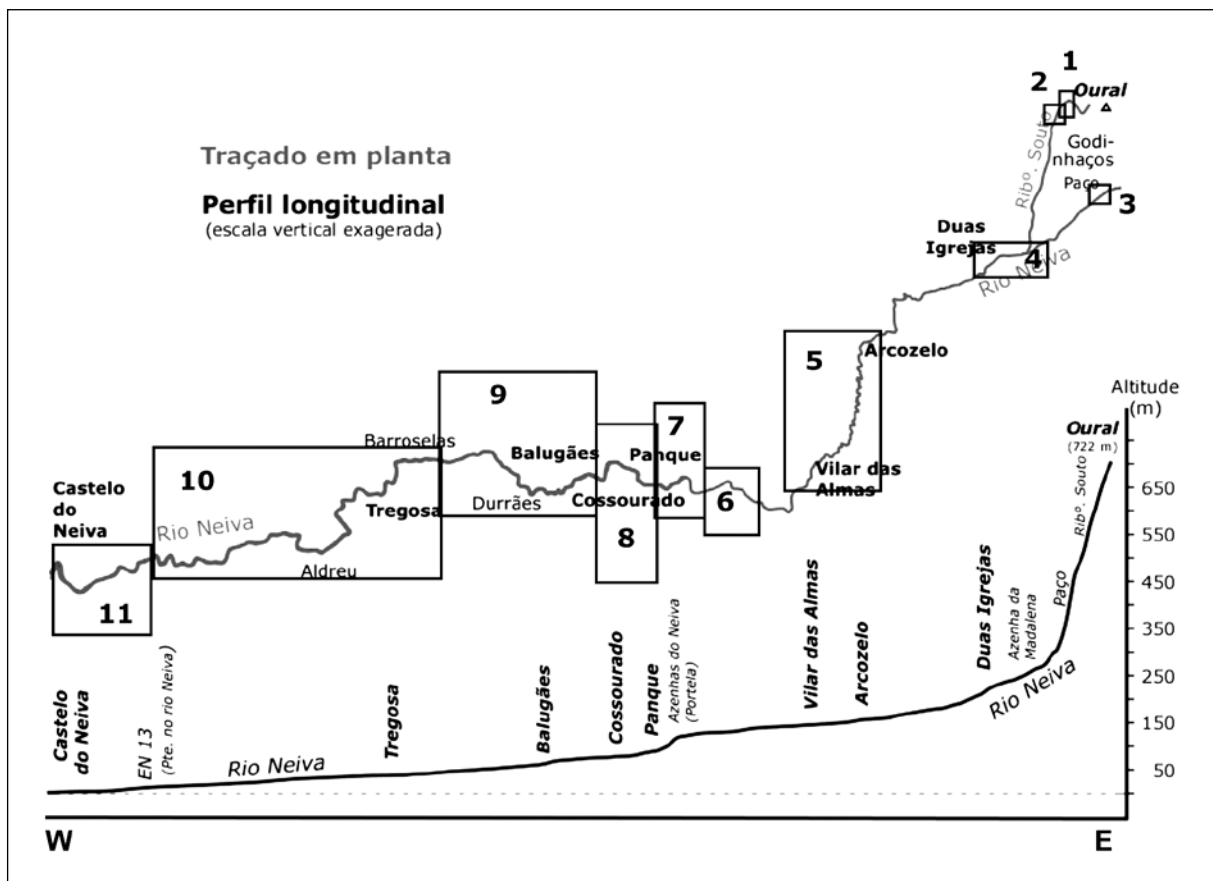 1
2
Oural
Ribº. Souto
Godi-
nhaços
Paço
3
Traçado em planta
Perfil longitudinal
(escala vertical exagerada)
Duas
Igrejas
4
Rio Neiva
5
Arcozelo
Vilar das
Almas
9
7
Barroselas
Balugães
Panque
10
Durrães
Cossourado
6
Castelo
do
Neiva
Rio Neiva
Tregosa
8
Aldreu
11
Altitude
(m)
Oural
(722 m)
650
550
450
350
250
150
50
Castelo
do Neiva
EN 13
(Pte. no rio Neiva)
Tregosa
Balugães
Cossourado
Panque
Azenhas do Neiva
(Portela)
Vilar das Almas
Arcozelo
Duas Igrejas
Azenha da
Madalena
Paço
Ribº. Souto
Rio Neiva
Rio Neiva
W
E